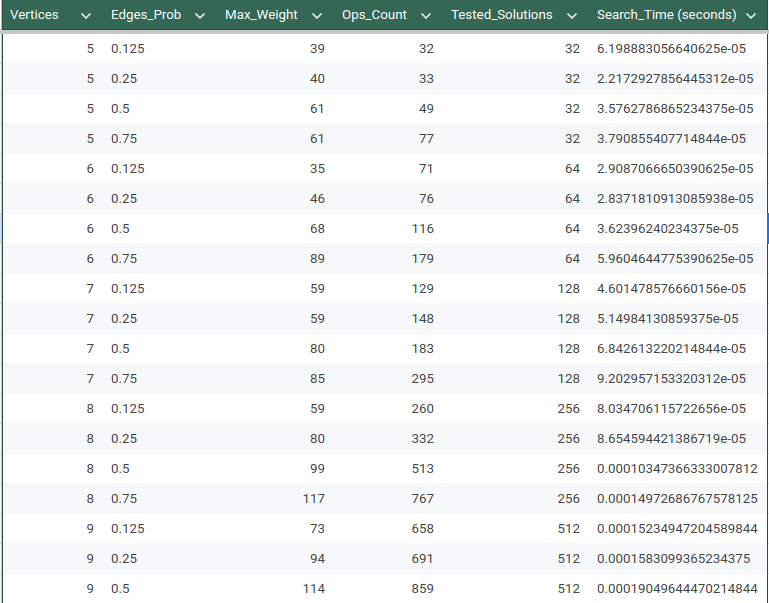 Vertices Edges_Prob Max_Weight Ops_Count Tested_Solutions Search_Time (seconds)
5 0.125 39 32 32 6.198883056640625e-05
5 0.25 40 33 32 2.2172927856445312e-05
5 0.5 61 49 32 3.5762786865234375e-05
5 0.75 61 77 32 3.790855407714844e-05
6 0.125 35 71 64 2.9087066650390625e-05
6 0.25 46 76 64 2.8371810913085938e-05
6 0.5 68 116 64 3.62396240234375e-05
6 0.75 89 179 64 5.9604644775390625e-05
7 0.125 59 129 128 4.601478576660156e-05
7 0.25 59 148 128 5.14984130859375e-05
7 0.5 80 183 128 6.842613220214844e-05
7 0.75 85 295 128 9.202957153320312e-05
8 0.125 59 260 256 8.034706115722656e-05
8 0.25 80 332 256 8.654594421386719e-05
8 0.5 99 513 256 0.00010347366333007812
8 0.75 117 767 256 0.00014972686767578125
9 0.125 73 658 512 0.00015234947204589844
9 0.25 94 691 512 0.0001583099365234375
9 0.5 114 859 512 0.00019049644470214844